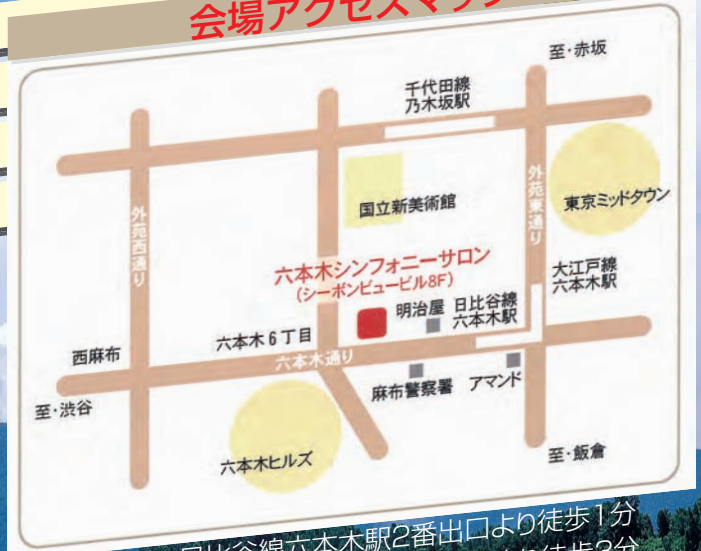 会場アクセスマップ
至・赤坂
千代田線
乃木坂駅
外苑西通り
国立新美術館
外苑東通り
東京ミッドタウン
六本木シンフォニーサロン
(シーボンビュービル8F)
大江戸線
六本木駅
明治屋
日比谷線
六本木駅
六本木6丁目
西麻布
六本木通り
至・渋谷
麻布警察署
アマンド
六本木ヒルズ
至・飯倉
日比谷線六本木駅2番出口より徒歩1分
り徒歩3分